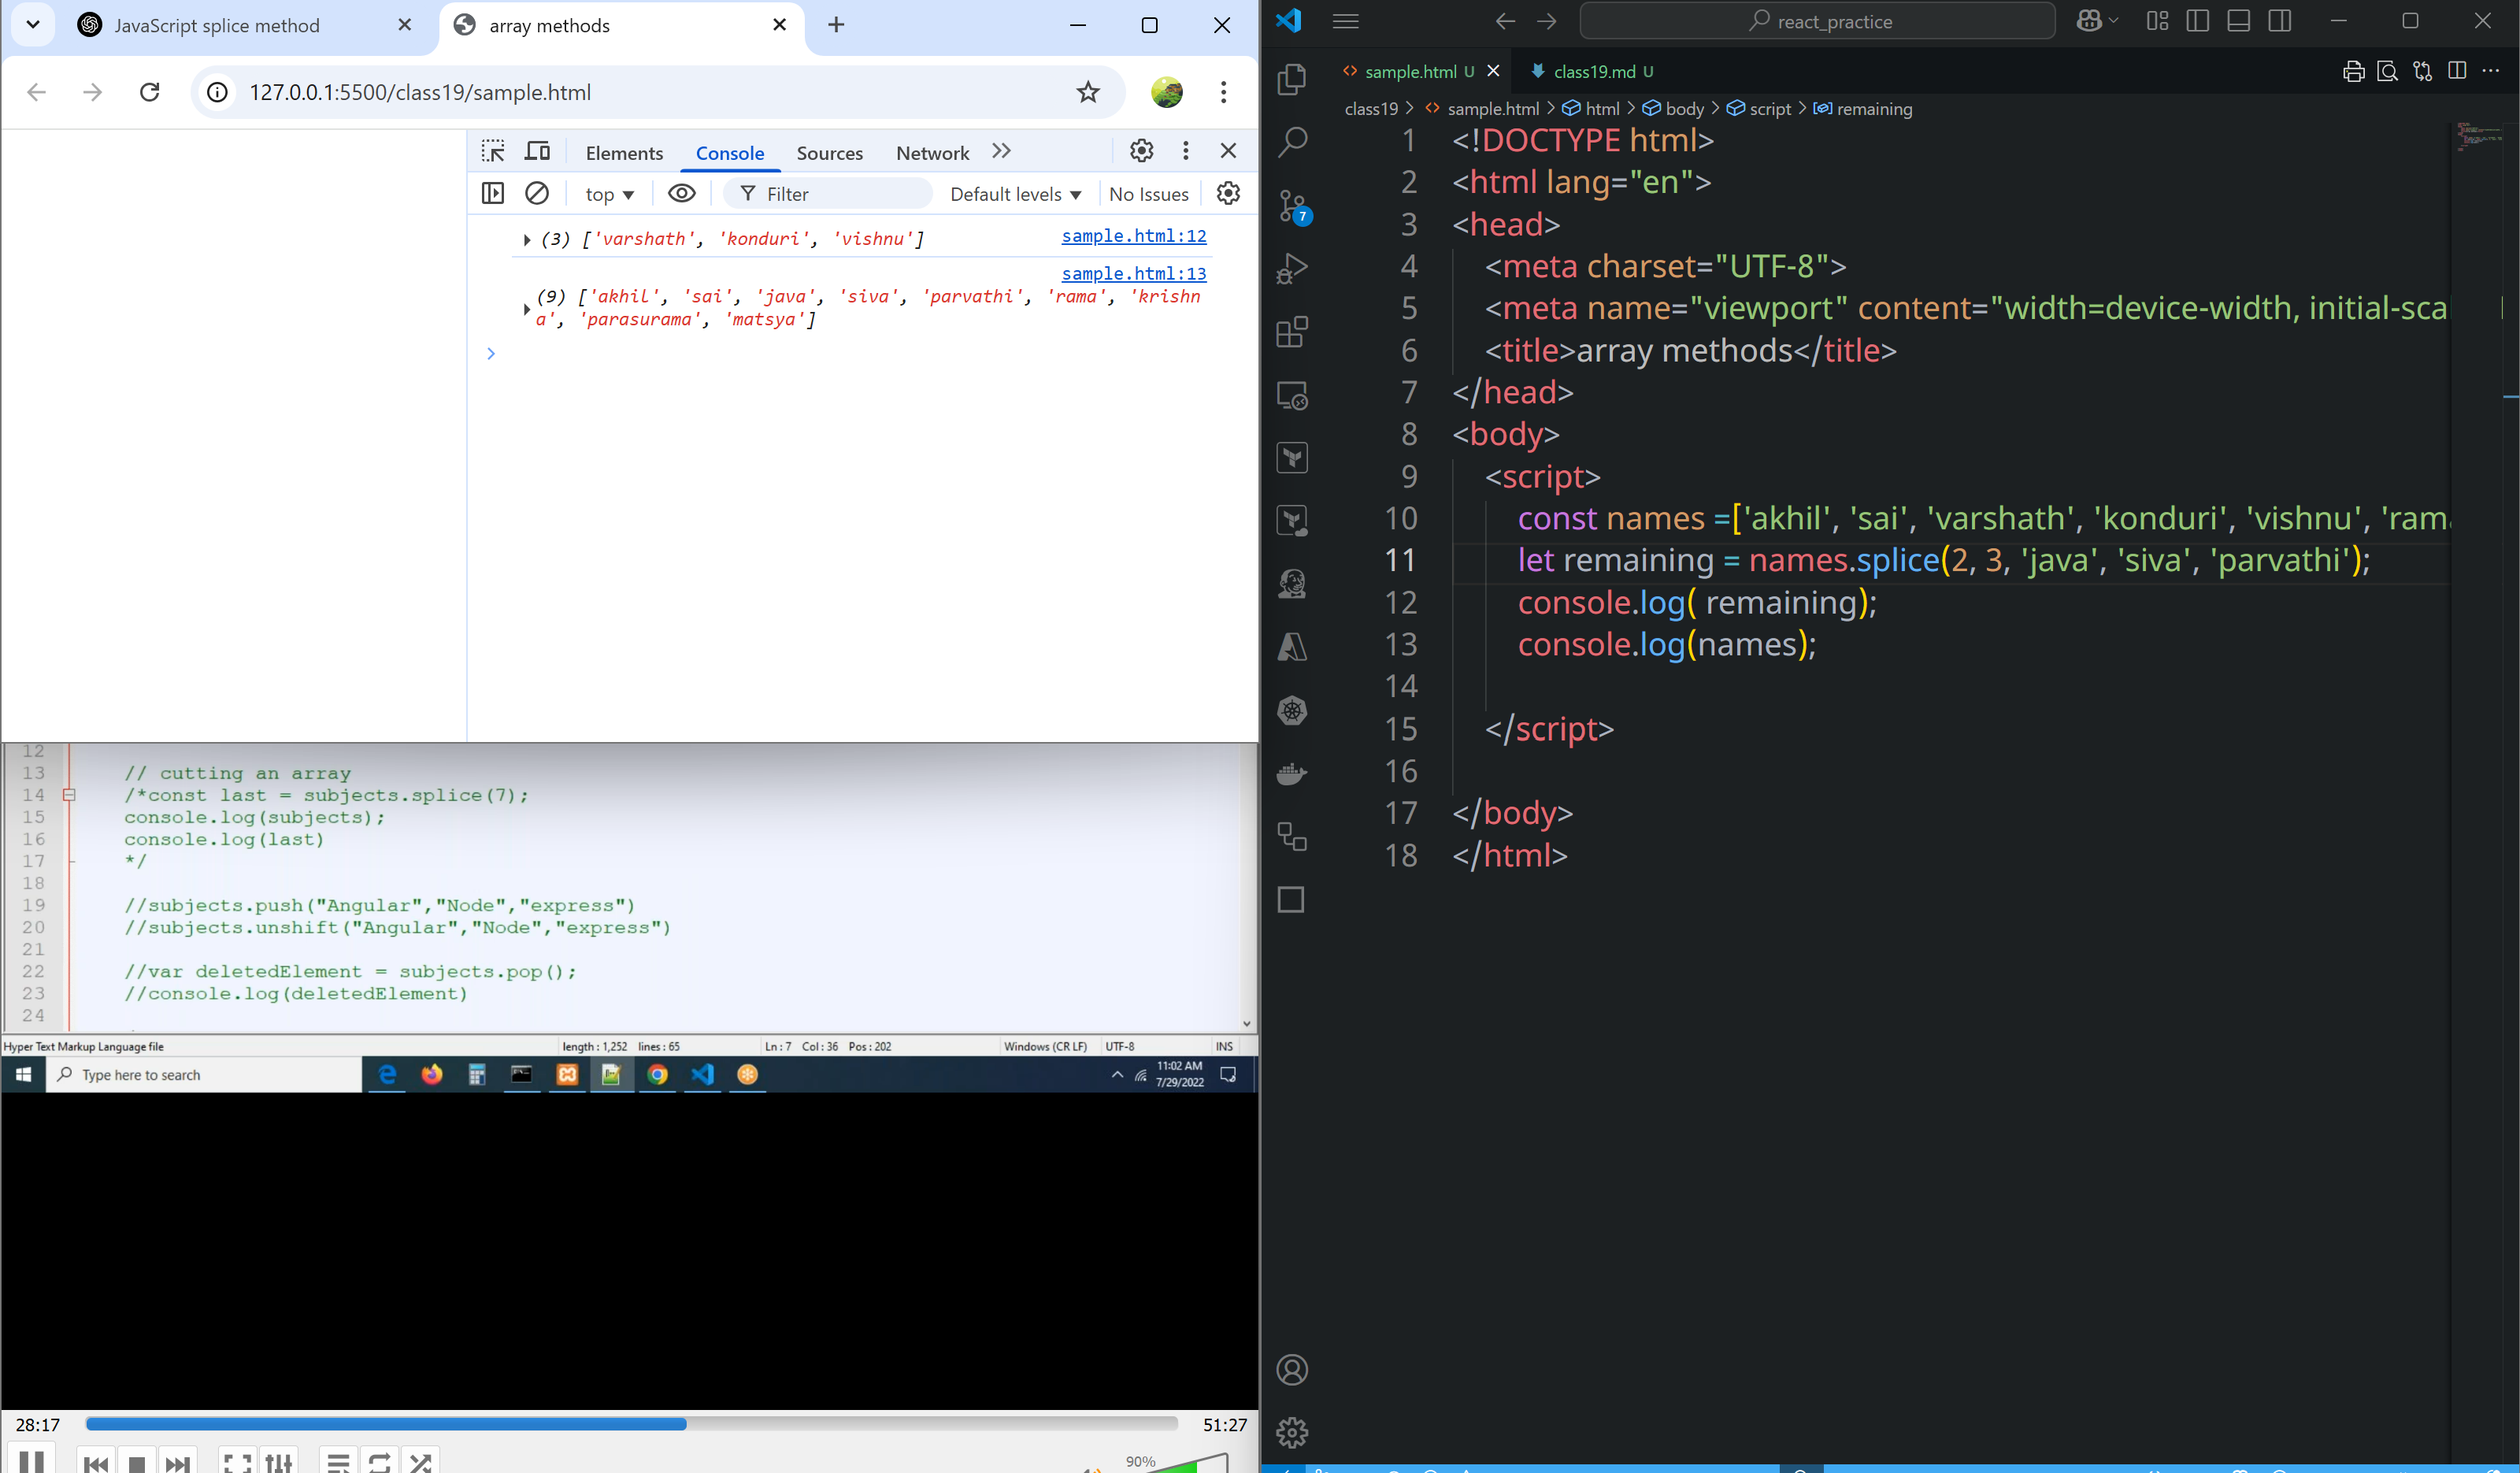 JavaScript splice method
array methods
127.0.0.1:5500/class19/sample.html
Elements Console Sources Network
top Filter Default levels No Issues
(3) ['varshath', 'konduri', 'vishnu'] sample.html:12
sample.html:13
(9) ['akhil', 'sai', 'java', 'siva', 'parvathi', 'rama', 'krishn
a', 'parasurama', 'matsya']
12
13 // cutting an array
14 /*const last = subjects.splice(7);
15 console.log(subjects);
16 console.log(last)
17 */
18
19 //subjects.push("Angular","Node","express")
20 //subjects.unshift("Angular","Node","express")
21
22 //var deletedElement = subjects.pop();
23 //console.log(deletedElement)
24
Hyper Text Markup Language file length : 1,252 lines : 65 Ln : 7 Col : 36 Pos : 202 Windows (CR LF) UTF-8 INS
Type here to search
11:02 AM
7/29/2022
28:17 51:27
90%
react_practice
sample.html U class19.md U
class19 > sample.html > html > body > script > remaining
7
1 <!DOCTYPE html>
2 <html lang="en">
3 <head>
4 <meta charset="UTF-8">
5 <meta name="viewport" content="width=device-width, initial-sca
6 <title>array methods</title>
7 </head>
8 <body>
9 <script>
10 const names =['akhil', 'sai', 'varshath', 'konduri', 'vishnu', 'ram
11 let remaining = names.splice(2, 3, 'java', 'siva', 'parvathi');
12 console.log( remaining);
13 console.log(names);
14
15 </script>
16
17 </body>
18 </html>